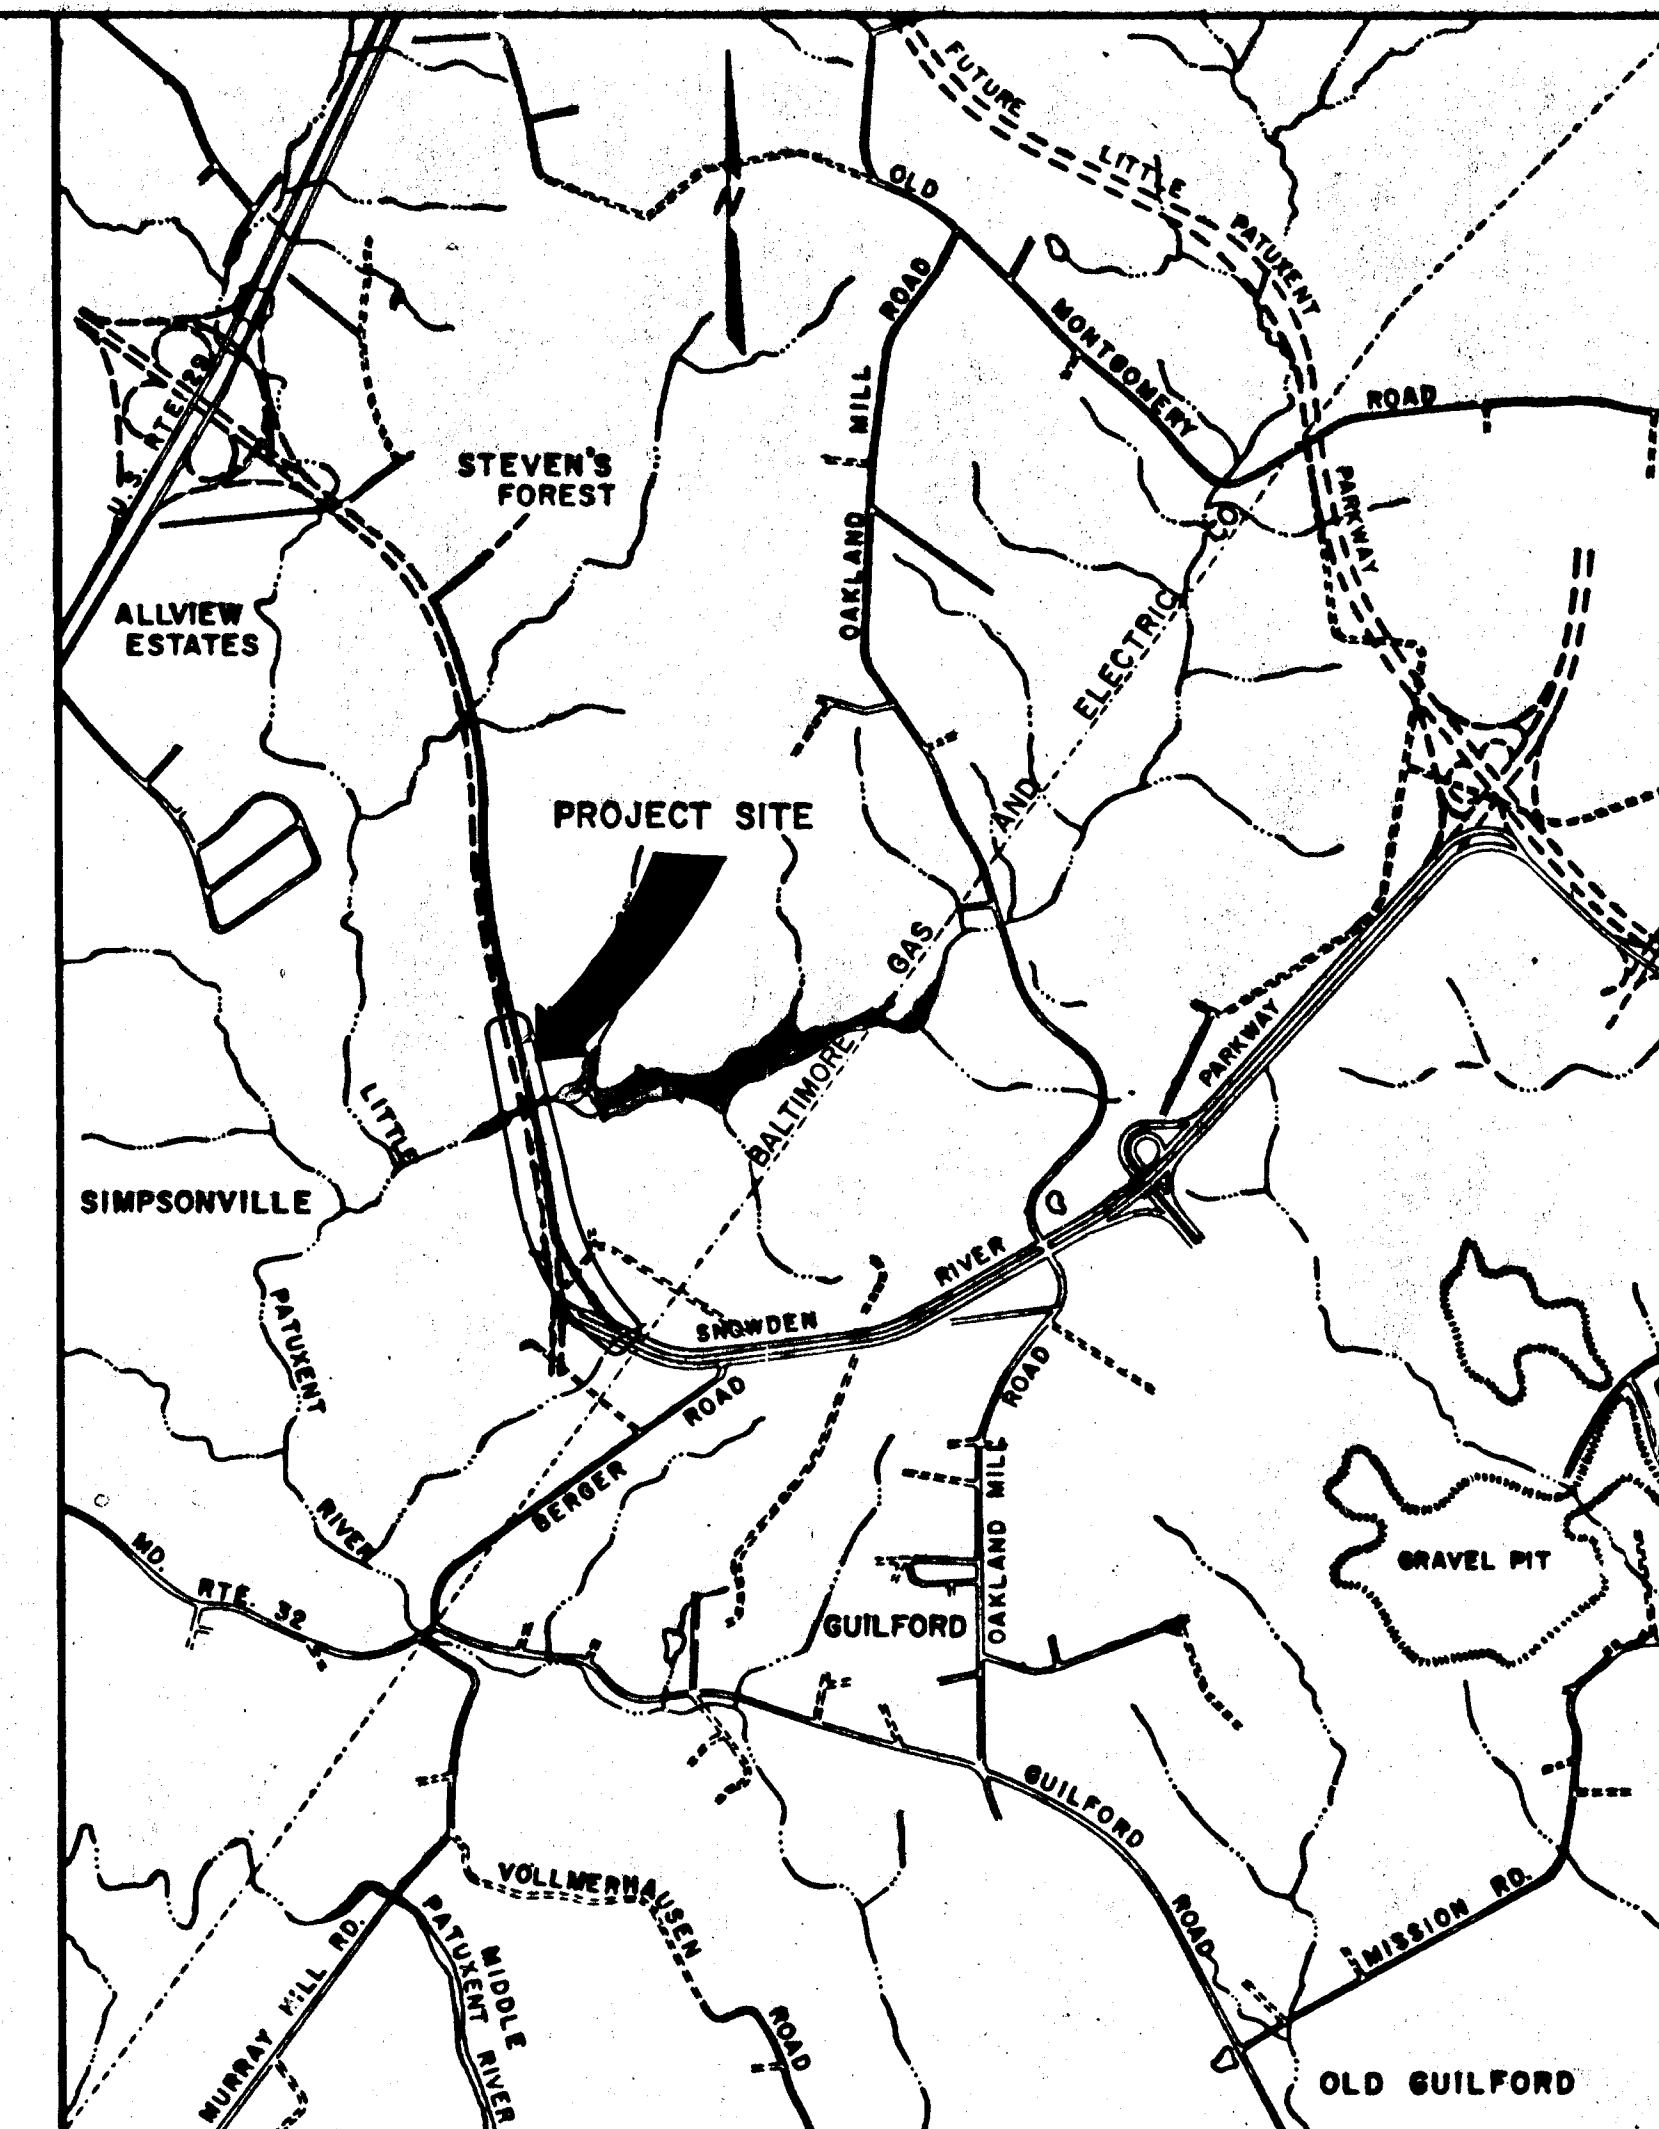 FUTURE
LITTLE
PATUXENT
PARKWAY
N
OLD
MONTGOMERY
ROAD
ROAD
MILL
OAKLAND
U.S. RTE 29
STEVEN'S
FOREST
ALLVIEW
ESTATES
ELECTRIC
AND
GAS
BALTIMORE
PROJECT SITE
PARKWAY
RIVER
SNOWDEN
LITTLE
PATUXENT
RIVER
SIMPSONVILLE
ROAD
BERGER
ROAD
OAKLAND MILL
GRAVEL PIT
MD.
RTE. 32
GUILFORD
GUILFORD
ROAD
VOLLMERHAUSEN
ROAD
MISSION RD.
MURRAY HILL RD.
MIDDLE
PATUXENT RIVER
OLD GUILFORD